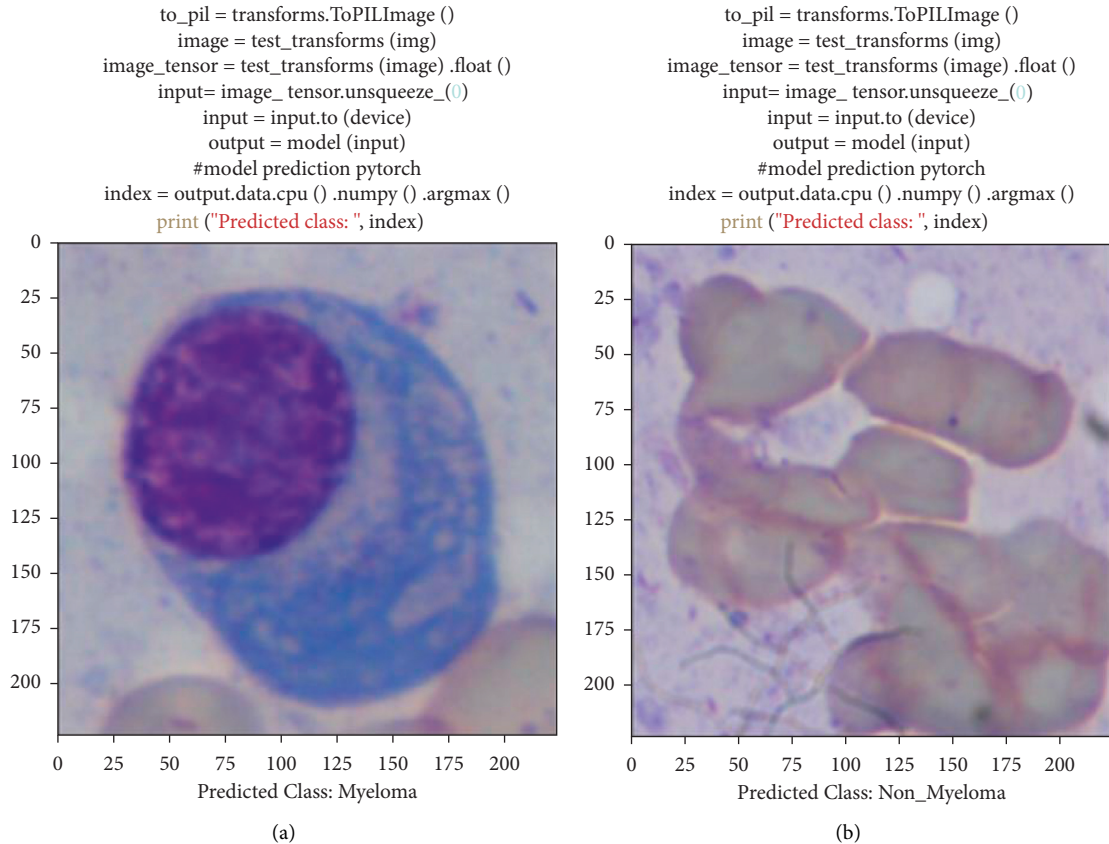 to_pil = transforms.ToPILImage ()
image = test_transforms (img)
image_tensor = test_transforms (image) .float ()
input= image_ tensor.unsqueeze_(0)
input = input.to (device)
output = model (input)
#model prediction pytorch
index = output.data.cpu () .numpy () .argmax ()
print ("Predicted class: ", index)
0
25
50
75
100
125
150
175
200
0 25 50 75 100 125 150 175 200
Predicted Class: Myeloma
(a)
to_pil = transforms.ToPILImage ()
image = test_transforms (img)
image_tensor = test_transforms (image) .float ()
input= image_ tensor.unsqueeze_(0)
input = input.to (device)
output = model (input)
#model prediction pytorch
index = output.data.cpu () .numpy () .argmax ()
print ("Predicted class: ", index)
0
25
50
75
100
125
150
175
200
0 25 50 75 100 125 150 175 200
Predicted Class: Non_Myeloma
(b)